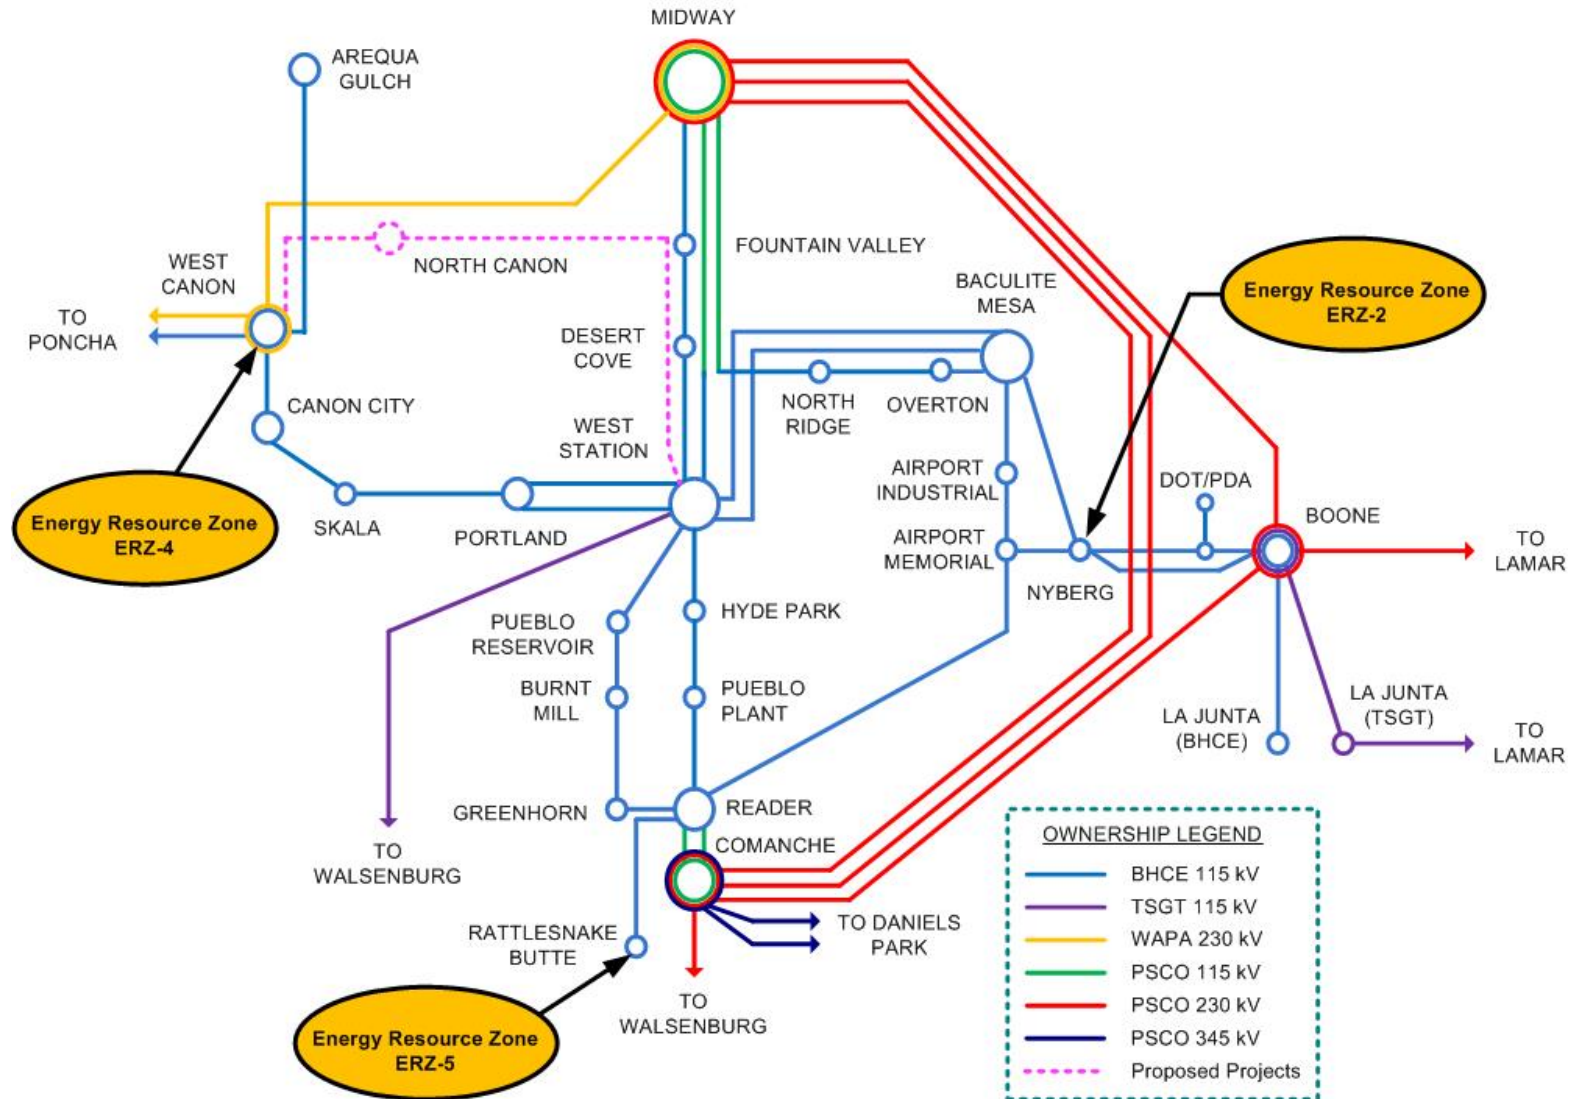 MIDWAY
AREQUA
GULCH
FOUNTAIN VALLEY
NORTH CANON
WEST
CANON
TO
PONCHA
BACULITE
MESA
Energy Resource Zone
ERZ-2
DESERT
COVE
CANON CITY
NORTH
RIDGE
OVERTON
WEST
STATION
AIRPORT
INDUSTRIAL
DOT/PDA
BOONE
Energy Resource Zone
ERZ-4
SKALA
PORTLAND
AIRPORT
MEMORIAL
NYBERG
TO
LAMAR
PUEBLO
RESERVOIR
HYDE PARK
BURNT
MILL
PUEBLO
PLANT
LA JUNTA
(BHCE)
LA JUNTA
(TSGT)
TO
LAMAR
GREENHORN
READER
COMANCHE
TO
WALSENBURG
TO DANIELS
PARK
RATTLESNAKE
BUTTE
TO
WALSENBURG
Energy Resource Zone
ERZ-5
OWNERSHIP LEGEND
BHCE 115 kV
TSGT 115 kV
WAPA 230 kV
PSCO 115 kV
PSCO 230 kV
PSCO 345 kV
Proposed Projects